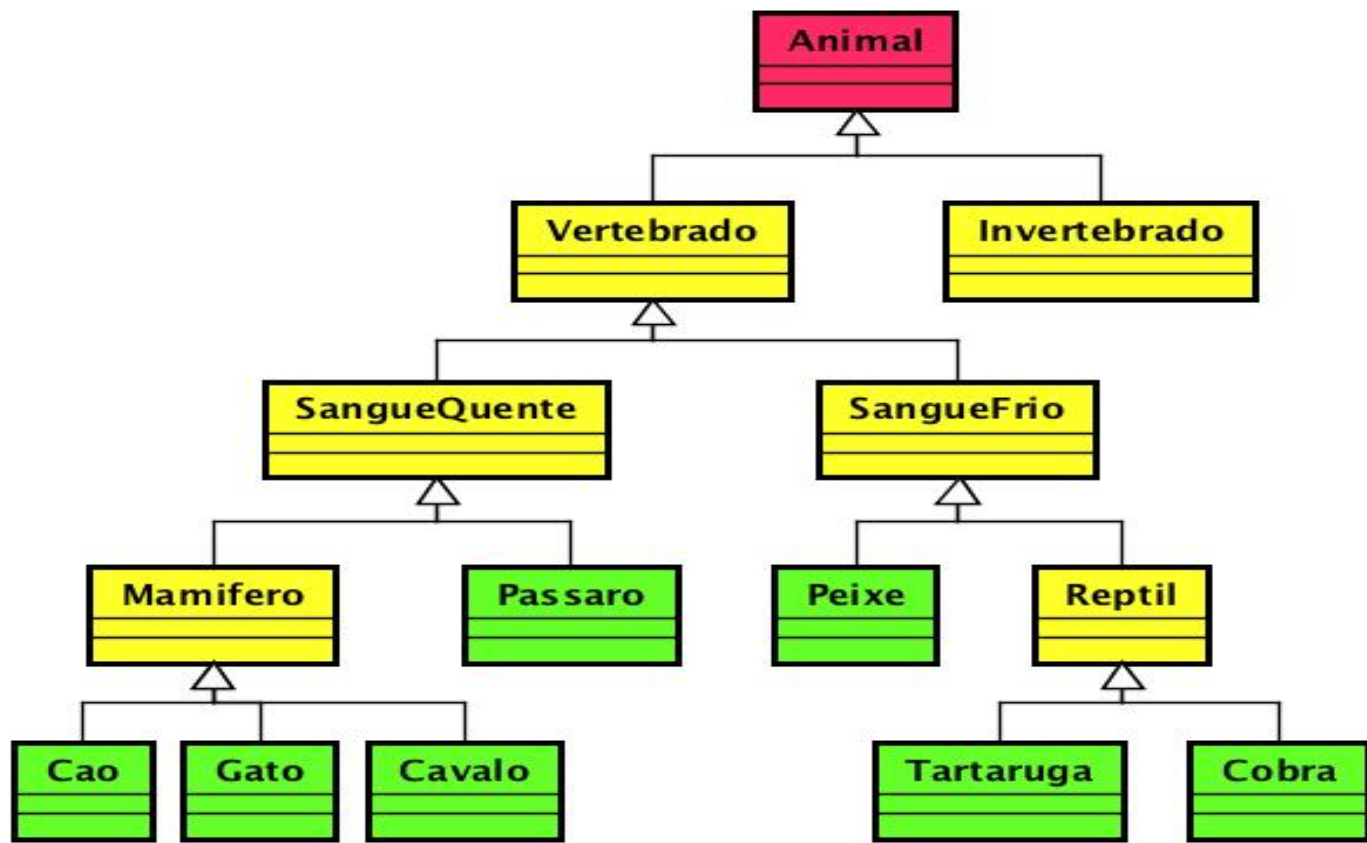 Animal
Vertebrado
Invertebrado
SangueQuente
SangueFrio
Mamifero
Passaro
Peixe
Reptil
Cao
Gato
Cavalo
Tartaruga
Cobra